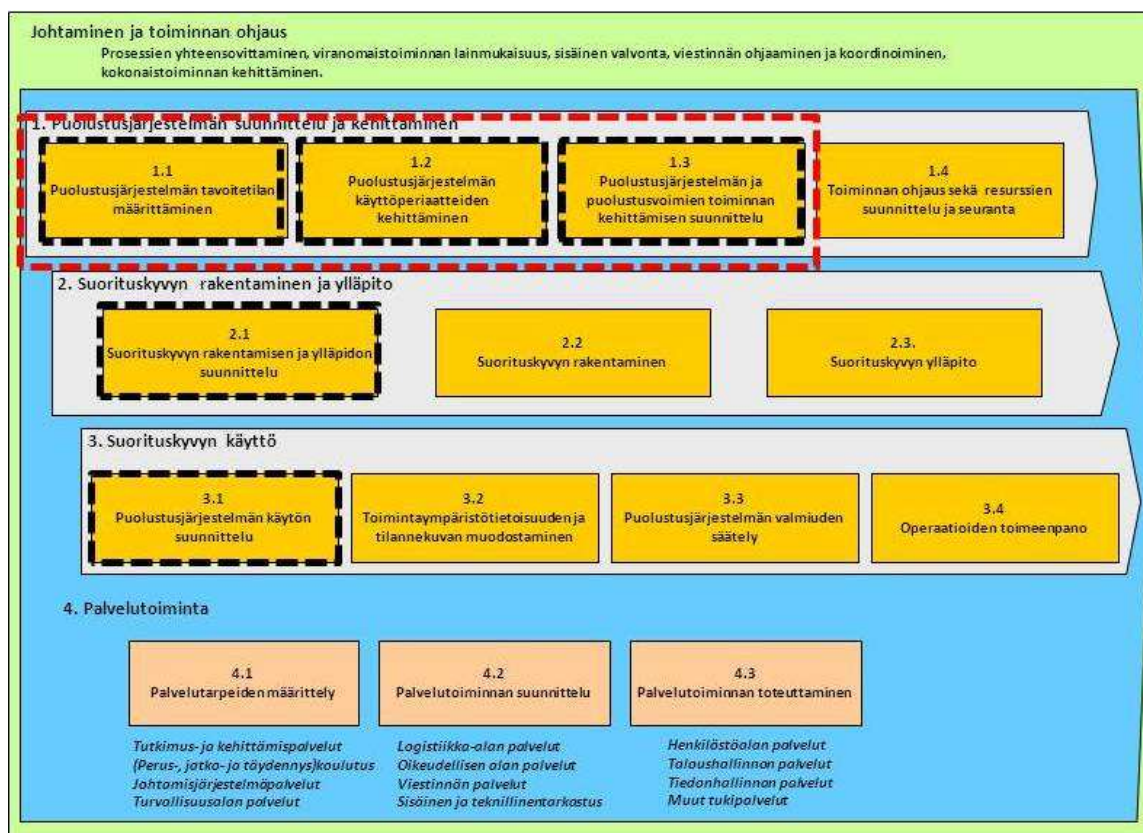 Johtaminen ja toiminnan ohjaus
Prosessien yhteensovittaminen, viranomaistoiminnan lainmukaisuus, sisäinen valvonta, viestinnän ohjaaminen ja koordinoiminen,
kokonaistoiminnan kehittäminen.
1. Puolustusjärjestelmän suunnittelu ja kehittäminen
1.1
Puolustusjärjestelmän tavoitetilan
määrittäminen
1.2
Puolustusjärjestelmän
käyttöperiaatteiden
kehittäminen
1.3
Puolustusjärjestelmän ja
puolustusvoimien toiminnan
kehittämisen suunnittelu
1.4
Toiminnan ohjaus sekä resurssien
suunnittelu ja seuranta
2. Suorituskyvyn rakentaminen ja ylläpito
2.1
Suorituskyvyn rakentamisen ja ylläpidon
suunnittelu
2.2
Suorituskyvyn rakentaminen
2.3.
Suorituskyvyn ylläpito
3. Suorituskyvyn käyttö
3.1
Puolustusjärjestelmän käytön
suunnittelu
3.2
Toimintaympäristötietoisuuden ja
tilannekuvan muodostaminen
3.3
Puolustusjärjestelmän valmiuden
säätely
3.4
Operaatioiden toimeenpano
4. Palvelutoiminta
4.1
Palvelutarpeiden määrittely
4.2
Palvelutoiminnan suunnittelu
4.3
Palvelutoiminnan toteuttaminen
Tutkimus- ja kehittämispalvelut
(Perus-, jatko- ja täydennys)koulutus
Johtamisjärjestelmäpalvelut
Turvallisuusalan palvelut
Logistiikka-alan palvelut
Oikeudellisen alan palvelut
Viestinnän palvelut
Sisäinen ja teknillinentarkastus
Henkilöstöalan palvelut
Taloushallinnon palvelut
Tiedonhallinnan palvelut
Muut tukipalvelut